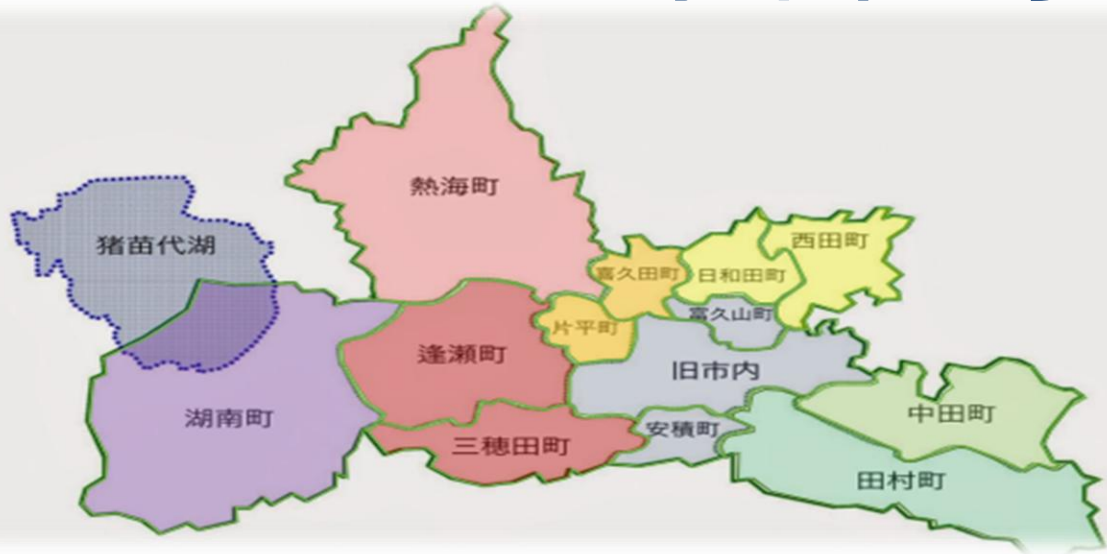 熱海町
猪苗代湖
西田町
富久田町
日和田町
富久山町
片平町
逢瀬町
旧市内
湖南町
中田町
安積町
三穂田町
田村町